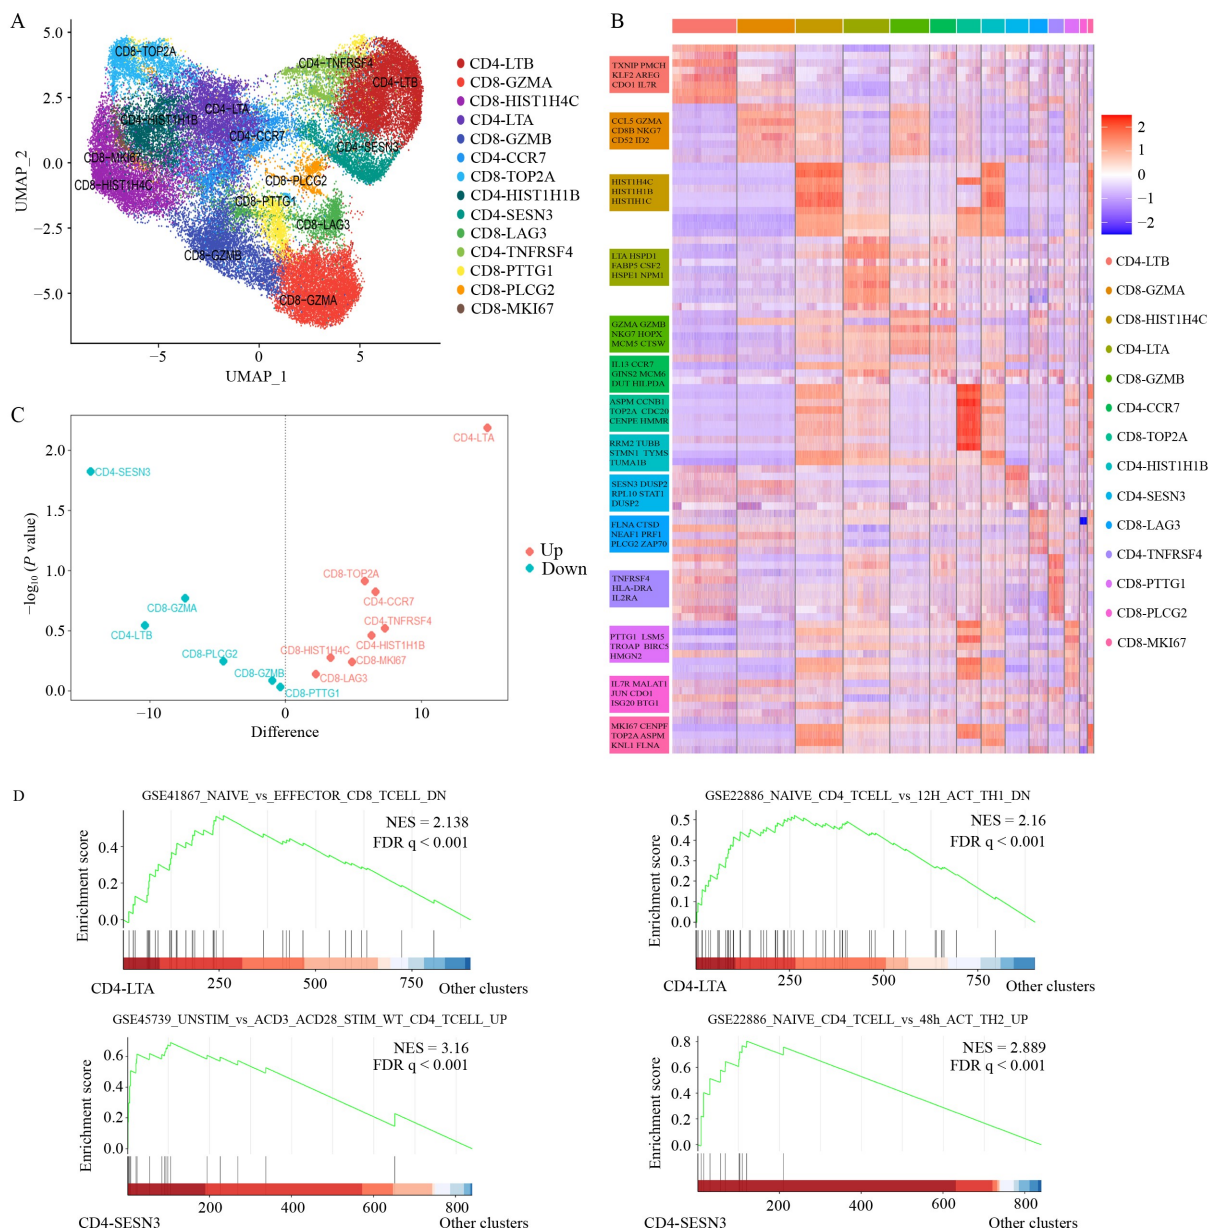 A
5.0
2.5
0.0
−2.5
−5.0
UMAP_2
−5
0
5
UMAP_1
CD8−TOP2A
CD4−TNFRSF4
CD4−LTB
CD4−LTA
CD4−HIST1H1B
CD4−CCR7
CD4−SESN3
CD8−MKI67
CD8−PLCG2
CD8−HIST1H4C
CD8−PTTG1
CD8−LAG3
CD8−GZMB
CD8−GZMA
CD4-LTB
CD8-GZMA
CD8-HIST1H4C
CD4-LTA
CD8-GZMB
CD4-CCR7
CD8-TOP2A
CD4-HIST1H1B
CD4-SESN3
CD8-LAG3
CD4-TNFRSF4
CD8-PTTG1
CD8-PLCG2
CD8-MKI67
B
TXNIP PMCH
KLF2 AREG
CDO1 IL7R
CCL5 GZMA
CD8B NKG7
CD52 ID2
HIST1H4C
HIST1H1B
HISTIH1C
LTA HSPD1
FABP5 CSF2
HSPE1 NPM1
GZMA GZMB
NKG7 HOPX
MCM5 CTSW
IL13 CCR7
GINS2 MCM6
DUT HILPDA
ASPM CCNB1
TOP2A CDC20
CENPE HMMR
RRM2 TUBB
STMN1 TYMS
TUMA1B
SESN3 DUSP2
RPL10 STAT1
DUSP2
FLNA CTSD
NEAF1 PRF1
PLCG2 ZAP70
TNFRSF4
HLA-DRA
IL2RA
PTTG1 LSM5
TROAP BIRC5
HMGN2
IL7R MALAT1
JUN CDO1
ISG20 BTG1
MKI67 CENPF
TOP2A ASPM
KNL1 FLNA
2
1
0
−1
−2
CD4-LTB
CD8-GZMA
CD8-HIST1H4C
CD4-LTA
CD8-GZMB
CD4-CCR7
CD8-TOP2A
CD4-HIST1H1B
CD4-SESN3
CD8-LAG3
CD4-TNFRSF4
CD8-PTTG1
CD8-PLCG2
CD8-MKI67
C
2.0
1.5
1.0
0.5
0.0
−log₁₀ (P value)
−10
0
10
Difference
CD4-LTA
CD4-SESN3
CD8-TOP2A
CD4-CCR7
CD8-GZMA
CD4-TNFRSF4
CD4-LTB
CD4-HIST1H1B
CD8-HIST1H4C
CD8-PLCG2
CD8-MKI67
CD8-GZMB
CD8-LAG3
CD8-PTTG1
Up
Down
D
GSE41867_NAIVE_vs_EFFECTOR_CD8_TCELL_DN
NES = 2.138
FDR q < 0.001
Enrichment score
0.4
0.2
0.0
250
500
750
CD4-LTA
Other clusters
GSE22886_NAIVE_CD4_TCELL_vs_12H_ACT_TH1_DN
NES = 2.16
FDR q < 0.001
Enrichment score
0.5
0.4
0.3
0.2
0.1
0.0
250
500
750
CD4-LTA
Other clusters
GSE45739_UNSTIM_vs_ACD3_ACD28_STIM_WT_CD4_TCELL_UP
NES = 3.16
FDR q < 0.001
Enrichment score
0.6
0.4
0.2
0.0
200
400
600
800
CD4-SESN3
Other clusters
GSE22886_NAIVE_CD4_TCELL_vs_48h_ACT_TH2_UP
NES = 2.889
FDR q < 0.001
Enrichment score
0.8
0.6
0.4
0.2
0.0
200
400
600
800
CD4-SESN3
Other clusters